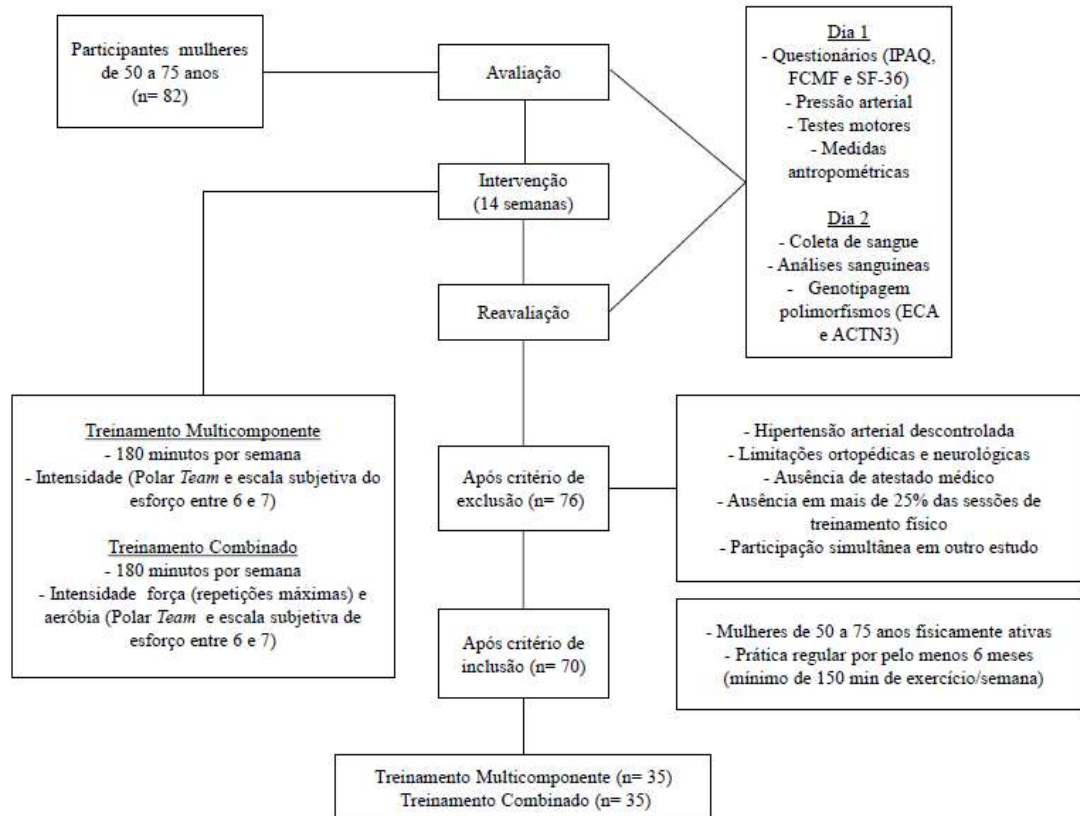 Participantes mulheres
de 50 a 75 anos
(n= 82)
Avaliação
Dia 1
- Questionários (IPAQ,
FCMF e SF-36)
- Pressão arterial
- Testes motores
- Medidas
antropométricas
Dia 2
- Coleta de sangue
- Análises sanguíneas
- Genotipagem
polimorfismos (ECA
e ACTN3)
Intervenção
(14 semanas)
Reavaliação
Treinamento Multicomponente
- 180 minutos por semana
- Intensidade (Polar Team e escala subjetiva do
esforço entre 6 e 7)
Treinamento Combinado
- 180 minutos por semana
- Intensidade força (repetições máximas) e
aeróbia (Polar Team e escala subjetiva de
esforço entre 6 e 7)
Após critério de
exclusão (n= 76)
- Hipertensão arterial descontrolada
- Limitações ortopédicas e neurológicas
- Ausência de atestado médico
- Ausência em mais de 25% das sessões de
treinamento físico
- Participação simultânea em outro estudo
Após critério de
inclusão (n= 70)
- Mulheres de 50 a 75 anos físicamente ativas
- Prática regular por pelo menos 6 meses
(mínimo de 150 min de exercício/semana)
Treinamento Multicomponente (n= 35)
Treinamento Combinado (n= 35)